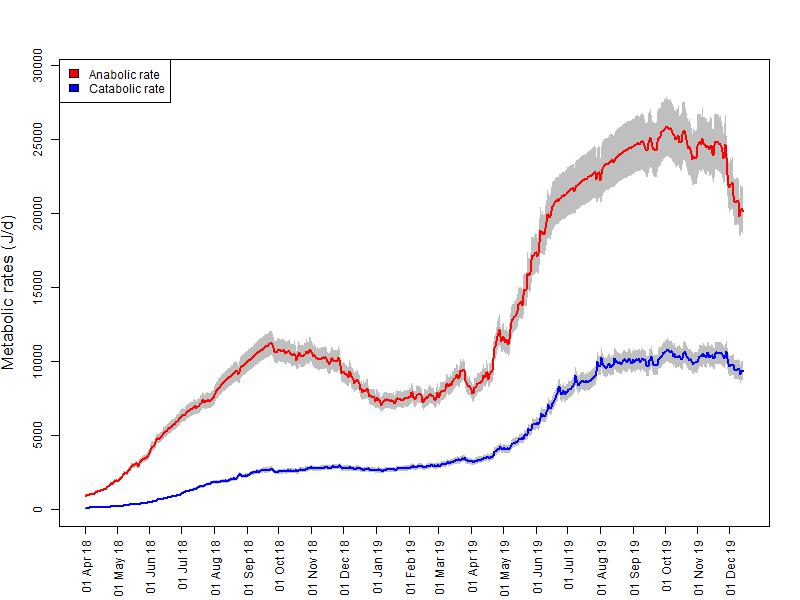 Anabolic rate
Catabolic rate
Metabolic rates (J/d)
30000
25000
20000
15000
10000
5000
0
01 Apr 18
01 May 18
01 Jun 18
01 Jul 18
01 Aug 18
01 Sep 18
01 Oct 18
01 Nov 18
01 Dec 18
01 Jan 19
01 Feb 19
01 Mar 19
01 Apr 19
01 May 19
01 Jun 19
01 Jul 19
01 Aug 19
01 Sep 19
01 Oct 19
01 Nov 19
01 Dec 19